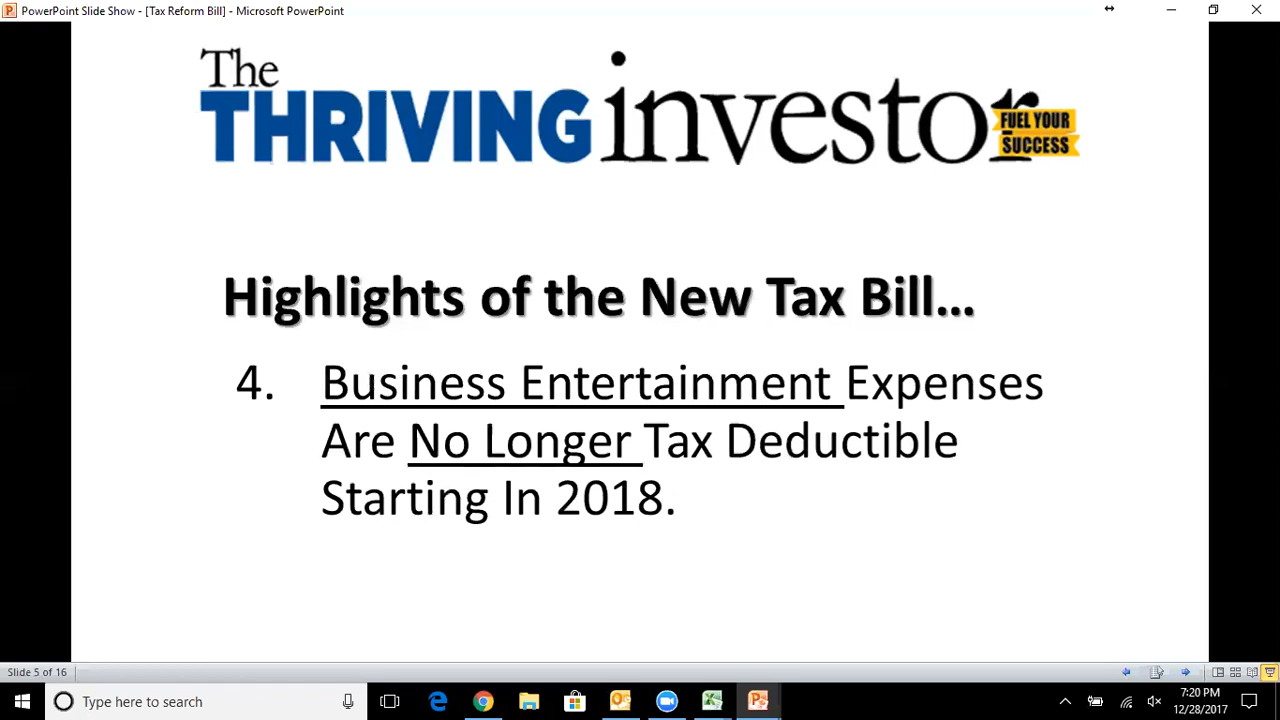 PowerPoint Slide Show - [Tax Reform Bill] - Microsoft PowerPoint
The
THRIVING investor
FUEL YOUR
SUCCESS
Highlights of the New Tax Bill...
4. Business Entertainment Expenses
Are No Longer Tax Deductible
Starting In 2018.
Slide 5 of 16
Type here to search
7:20 PM
12/28/2017